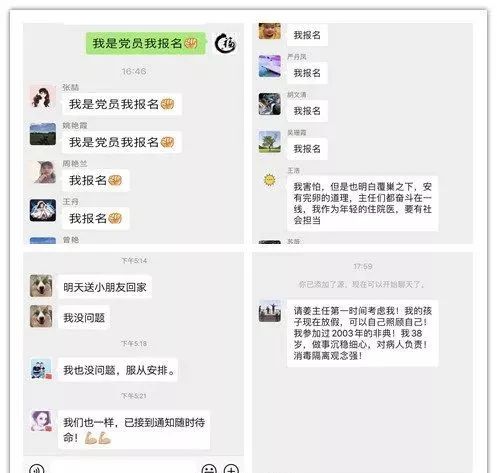 我是党员我报名
福
16:46
张喆
我是党员我报名
姚艳霞
我是党员我报名
周艳兰
我报名
王丹
我报名
曾艳
我报名
严丹凤
我报名
胡文清
我报名
吴珊霞
我报名
王浩
我害怕，但是也明白覆巢之下，安
有完卵的道理，主任们都奋斗在一
线，我作为年轻的住院医，要有社
会担当
下午5:14
明天送小朋友回家
我没问题
下午5:18
我也没问题，服从安排。
下午5:21
我们也一样，已接到通知随时待
命！
17:59
你已添加了源，现在可以开始聊天了。
请姜主任第一时间考虑我！我的孩
子现在放假，可以自己照顾自己！
我参加过2003年的非典！我38
岁，做事沉稳细心，对病人负责！
消毒隔离观念强！